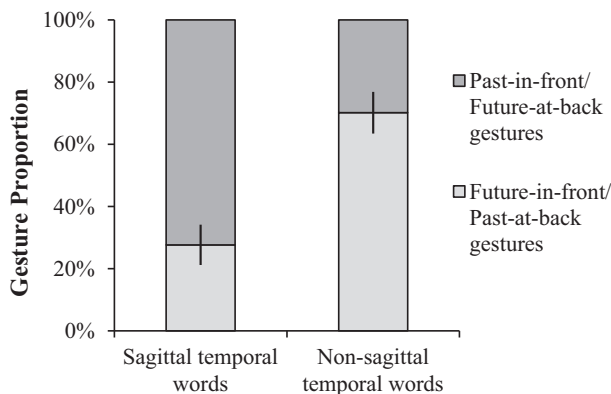 100%
80%
60%
40%
20%
0%
Gesture Proportion
Sagittal temporal
words
Non-sagittal
temporal words
Past-in-front/
Future-at-back
gestures
Future-in-front/
Past-at-back
gestures